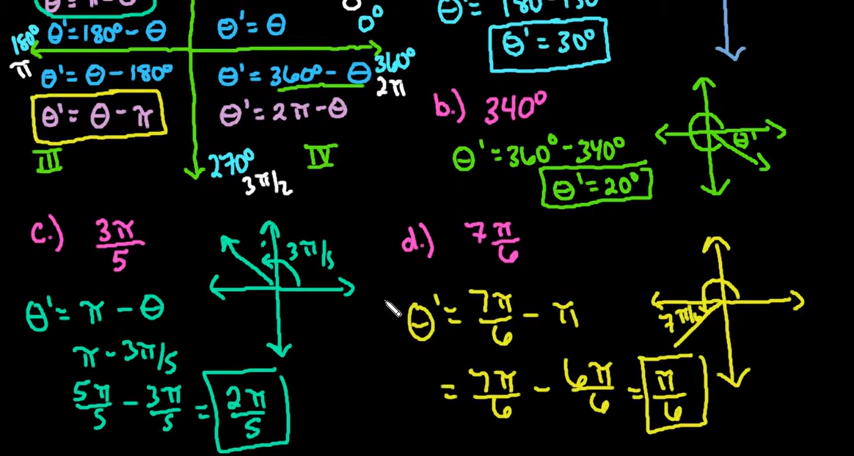 θ' = π - θ
θ' = 180° - θ
θ' = θ
0°
180°
π
θ' = θ - 180°
θ' = 360° - θ
360°
2π
θ' = θ - π
θ' = 2π - θ
III
270°
IV
3π/2
θ' = 180 - 150°
θ' = 30°
b.) 340°
θ' = 360° - 340°
θ' = 20°
θ'
c.) 3π/5
3π/5
θ' = π - θ
π - 3π/5
5π/5 - 3π/5 = 2π/5
d.) 7π/6
7π/6
θ' = 7π/6 - π
= 7π/6 - 6π/6 = π/6